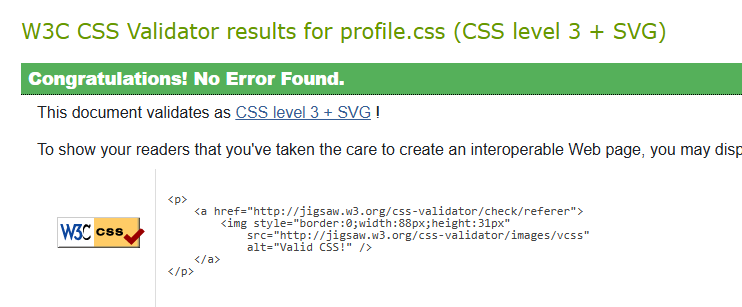 W3C CSS Validator results for profile.css (CSS level 3 + SVG)
Congratulations! No Error Found.
This document validates as CSS level 3 + SVG !
To show your readers that you've taken the care to create an interoperable Web page, you may disp
W3C css
<p>
<a href="http://jigsaw.w3.org/css-validator/check/referer">
<img style="border:0;width:88px;height:31px"
src="http://jigsaw.w3.org/css-validator/images/vcss"
alt="Valid CSS!" />
</a>
</p>